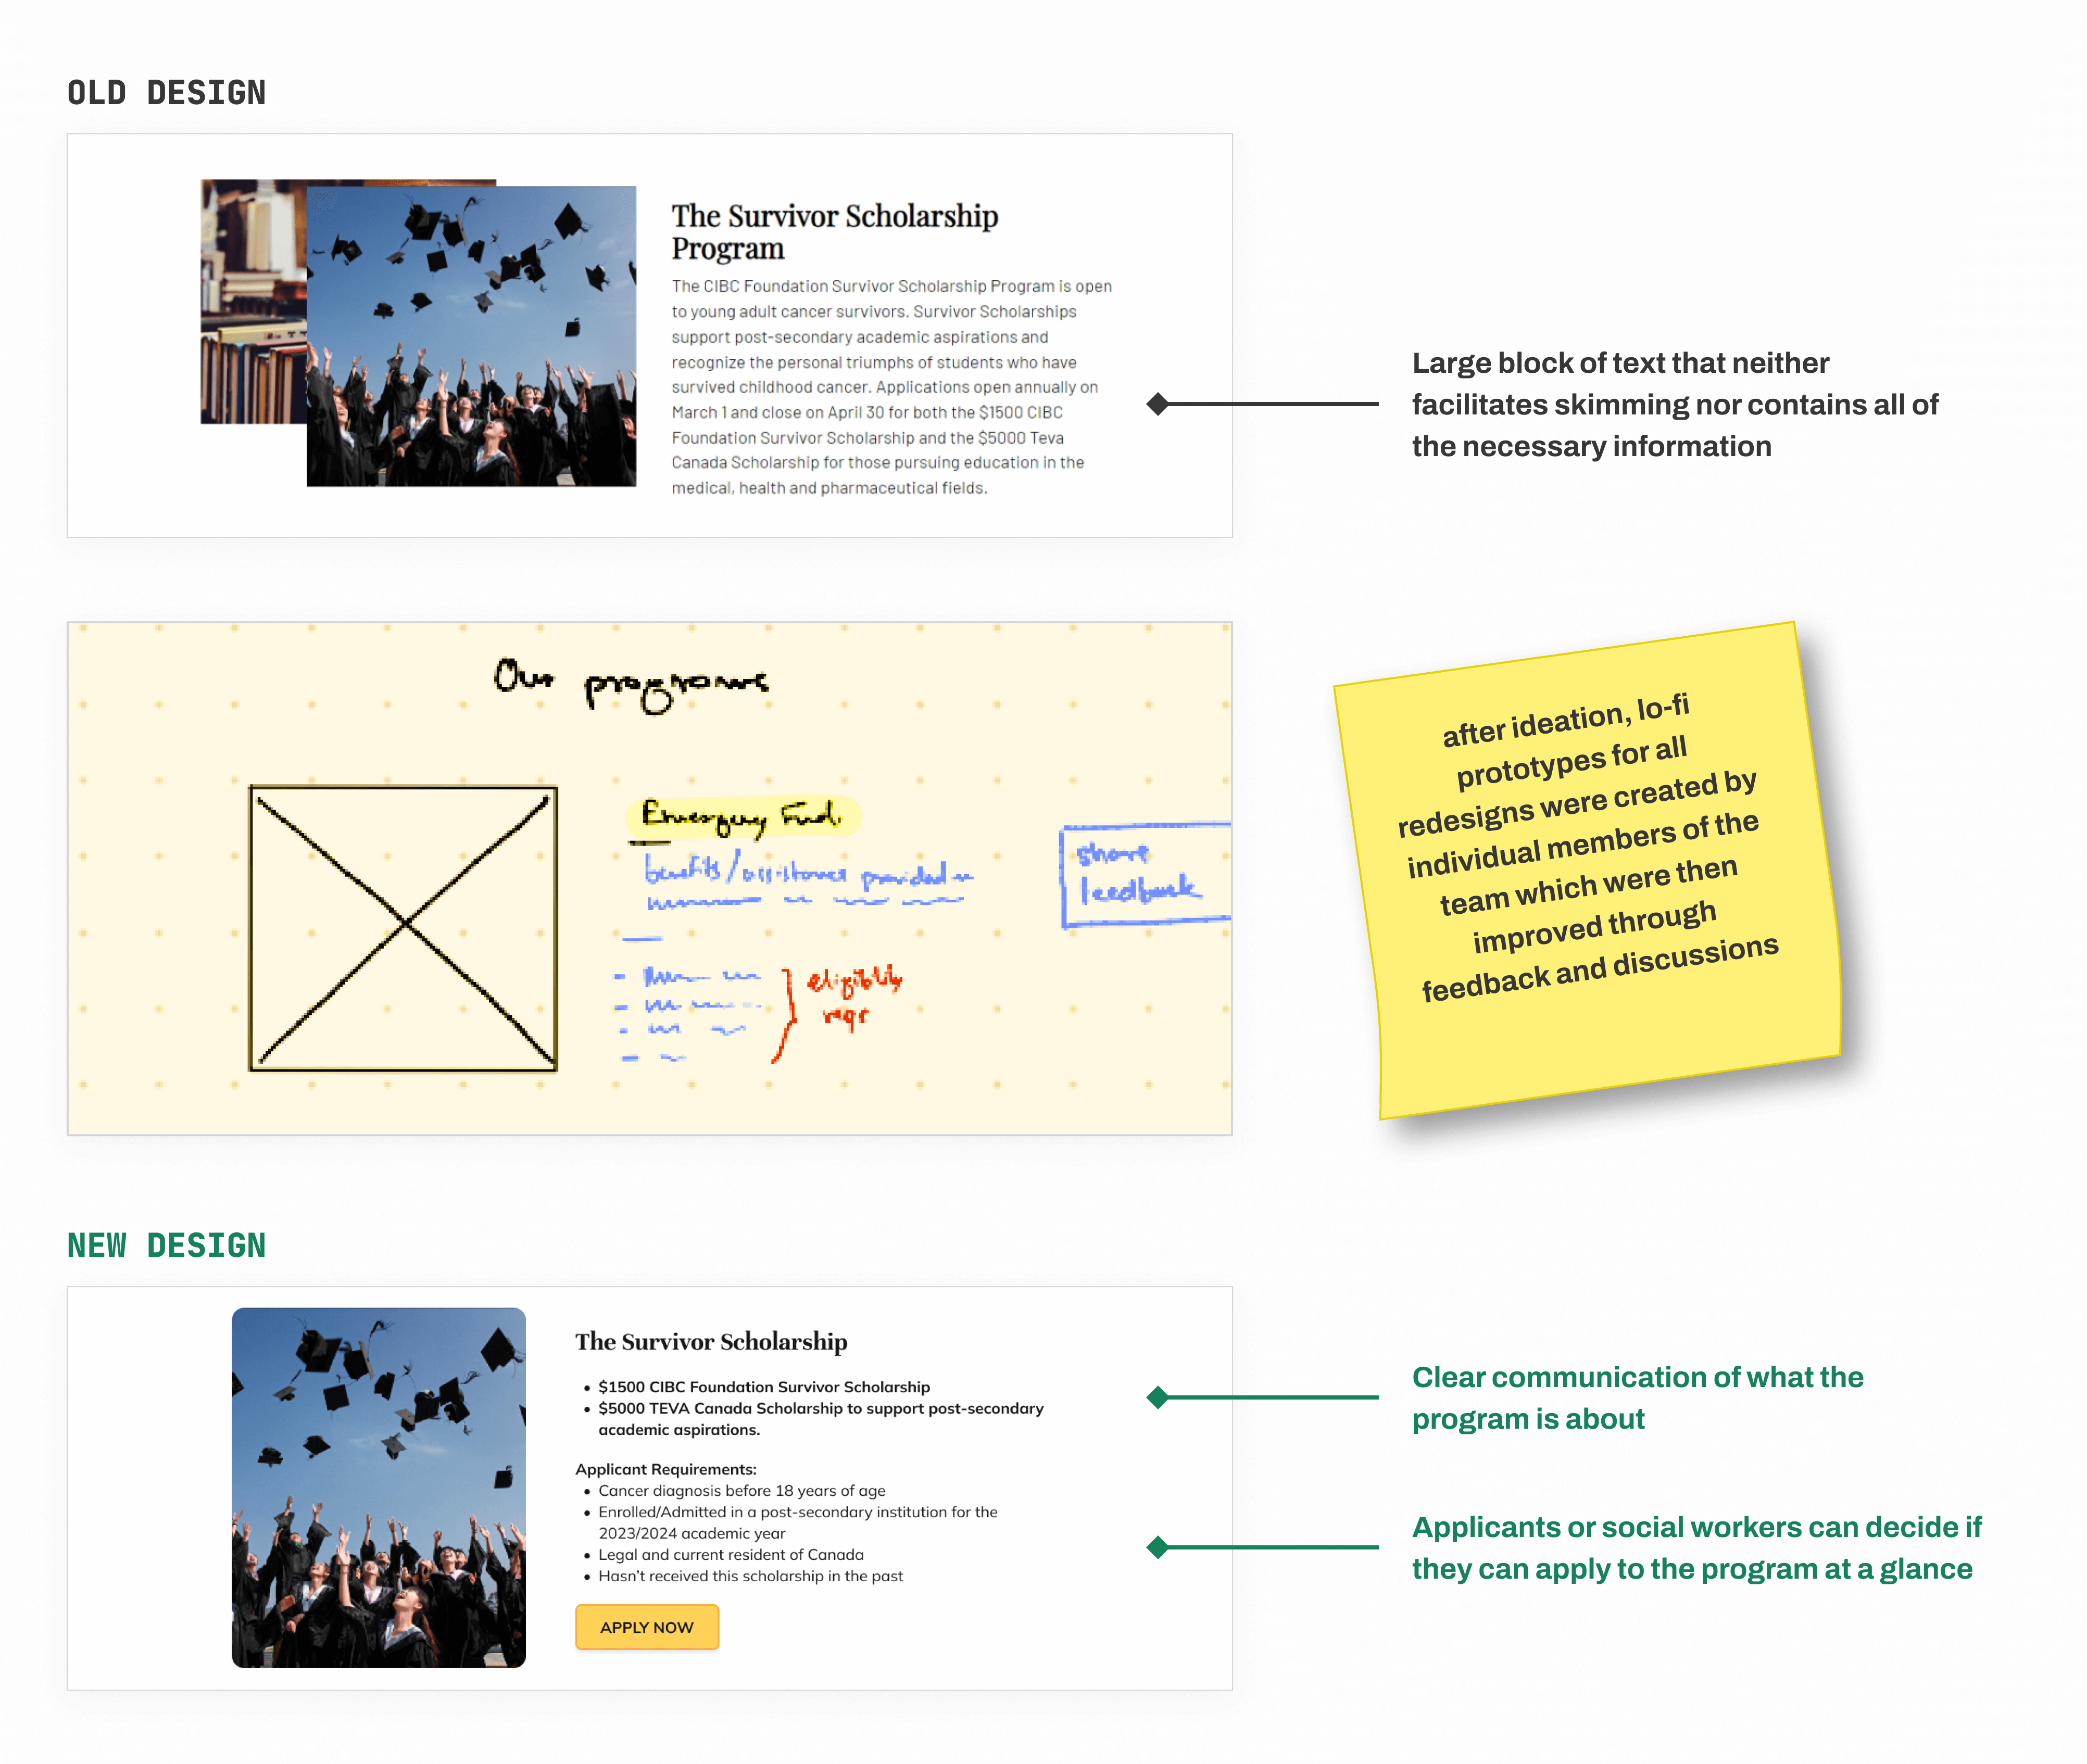 OLD DESIGN
The Survivor Scholarship
Program
The CIBC Foundation Survivor Scholarship Program is open
to young adult cancer survivors. Survivor Scholarships
support post-secondary academic aspirations and
recognize the personal triumphs of students who have
survived childhood cancer. Applications open annually on
March 1 and close on April 30 for both the $1500 CIBC
Foundation Survivor Scholarship and the $5000 Teva
Canada Scholarship for those pursuing education in the
medical, health and pharmaceutical fields.
Large block of text that neither
facilitates skimming nor contains all of
the necessary information
Our programs
Emergency Fund
benefits/assistance provided
share
feedback
eligibility
reqs
after ideation, lo-fi
prototypes for all
redesigns were created by
individual members of the
team which were then
improved through
feedback and discussions
NEW DESIGN
The Survivor Scholarship
• $1500 CIBC Foundation Survivor Scholarship
• $5000 TEVA Canada Scholarship to support post-secondary
academic aspirations.
Applicant Requirements:
• Cancer diagnosis before 18 years of age
• Enrolled/Admitted in a post-secondary institution for the
2023/2024 academic year
• Legal and current resident of Canada
• Hasn't received this scholarship in the past
APPLY NOW
Clear communication of what the
program is about
Applicants or social workers can decide if
they can apply to the program at a glance